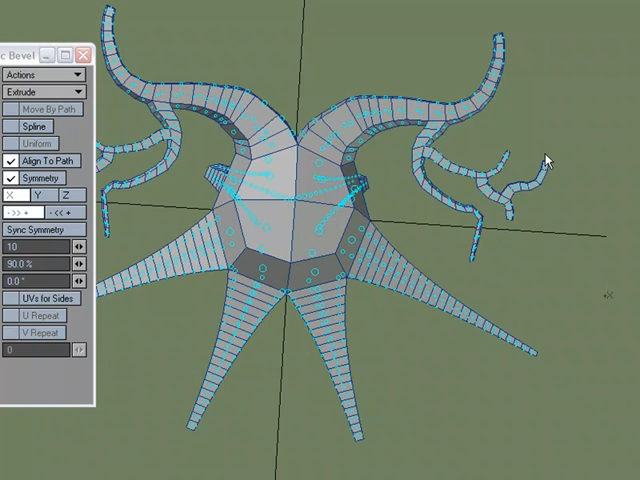 c Bevel
Actions
Extrude
Move By Path
Spline
Uniform
Align To Path
Symmetry
X Y Z
->> + - << +
Sync Symmetry
10
90.0 %
0.0 °
UVs for Sides
U Repeat
V Repeat
0
X